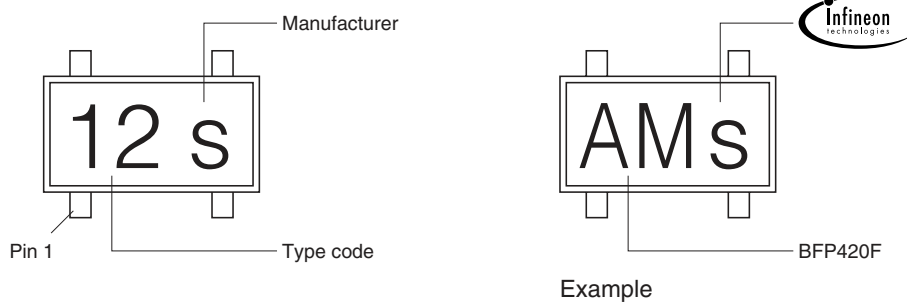 Manufacturer
Infineon
technologies
12 s
AMs
Pin 1
Type code
BFP420F
Example